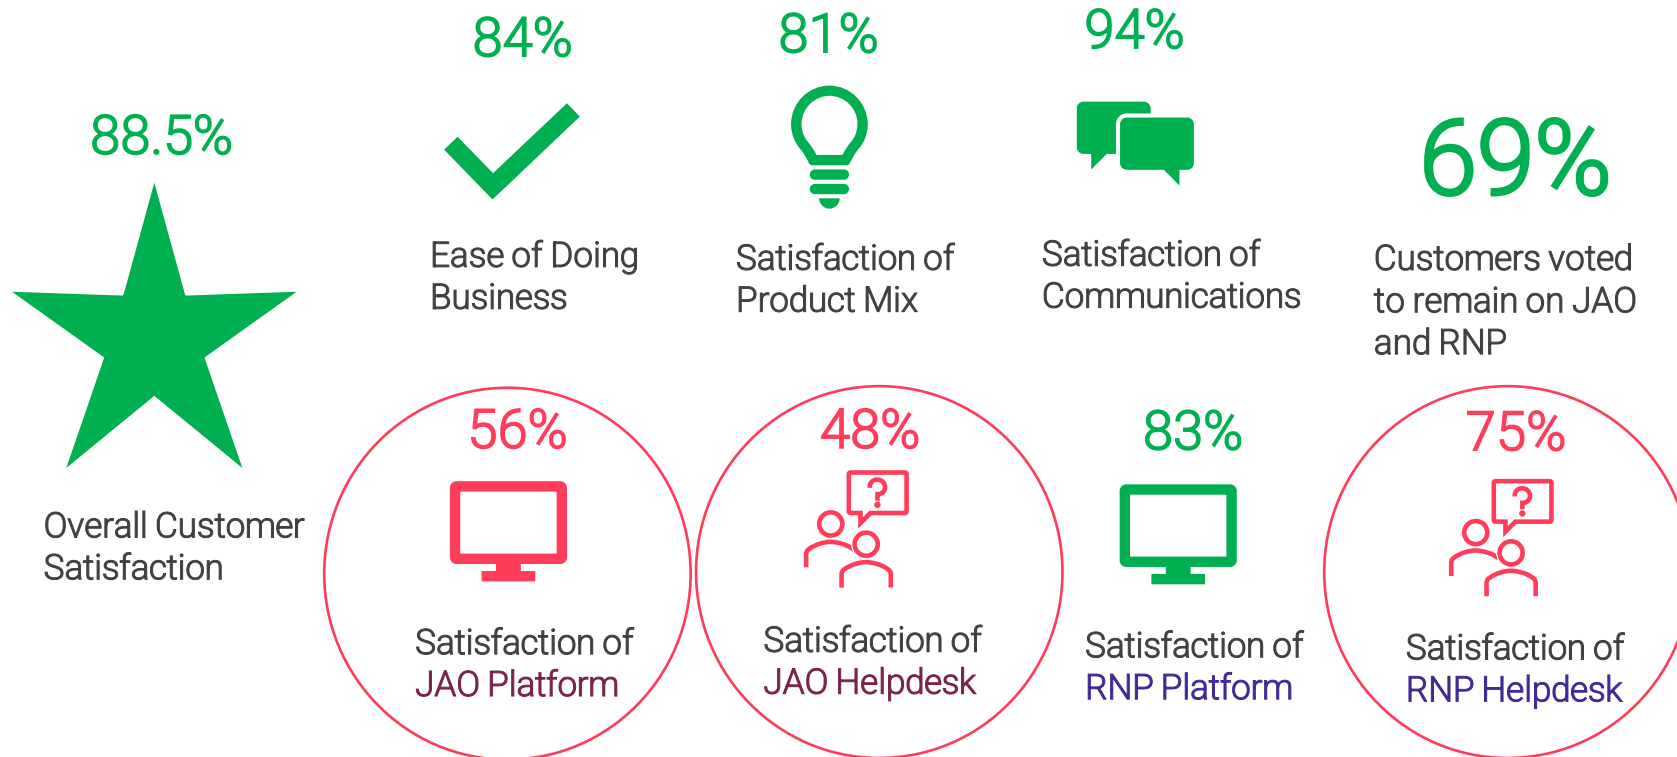 88.5%
Overall Customer
Satisfaction
84%
Ease of Doing
Business
81%
Satisfaction of
Product Mix
94%
Satisfaction of
Communications
69%
Customers voted
to remain on JAO
and RNP
56%
Satisfaction of
JAO Platform
48%
?
Satisfaction of
JAO Helpdesk
83%
Satisfaction of
RNP Platform
75%
?
Satisfaction of
RNP Helpdesk